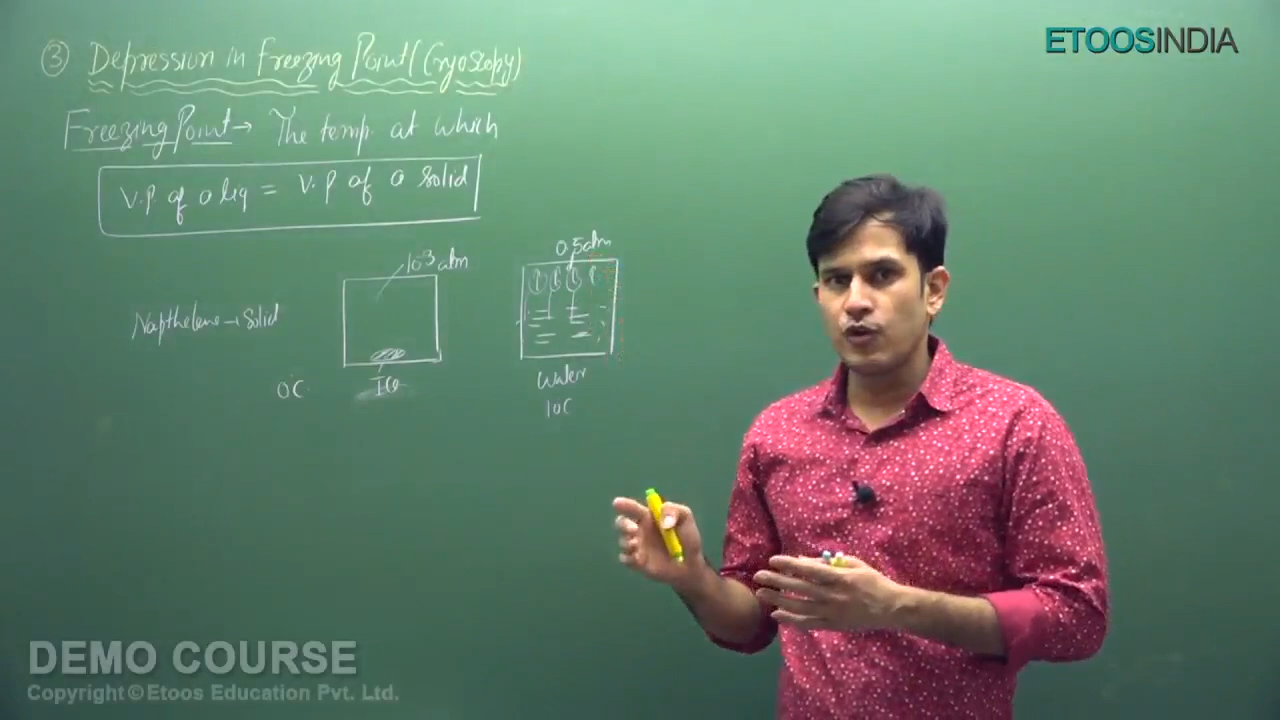 ETOOSINDIA
③ Depression in Freezing Point (Cryoscopy)
Freezing Point → The temp. at which
V.P. of a liq = V.P of a Solid
10⁻³ atm
0.5 atm
Napthelene → Solid
0C
Ice
Water
10C
DEMO COURSE
Copyright © Etoos Education Pvt. Ltd.